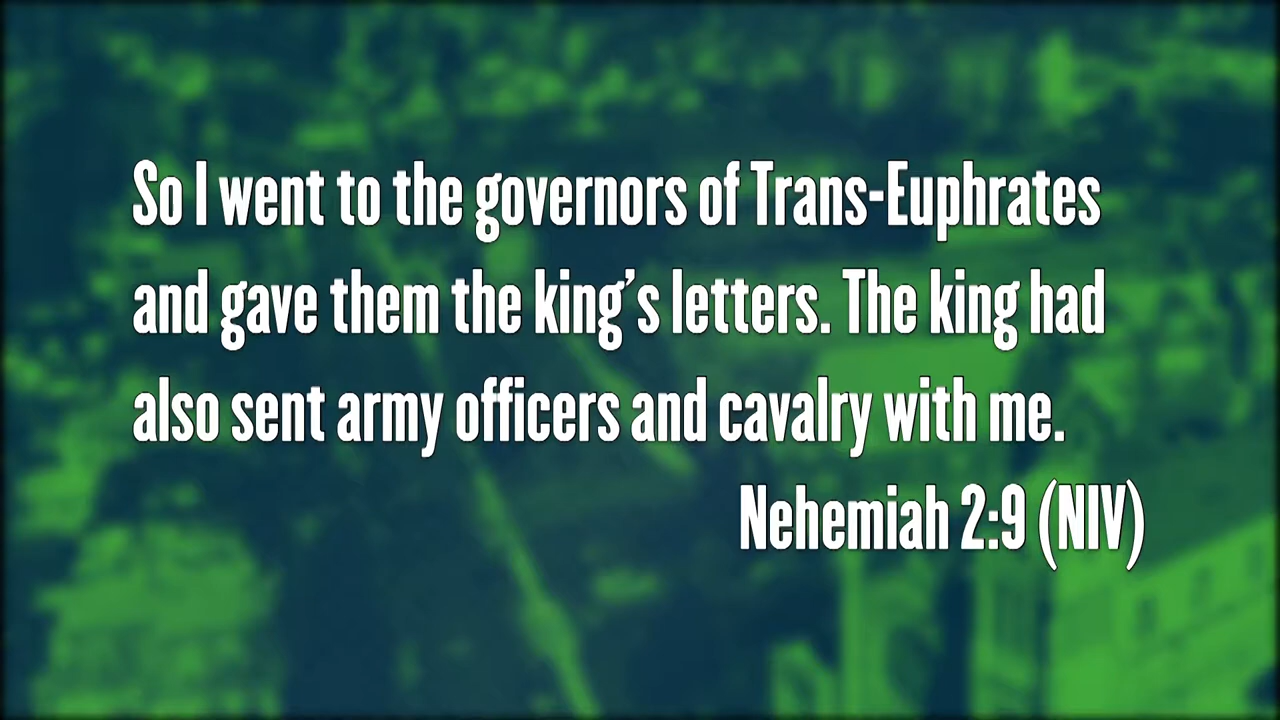 So I went to the governors of Trans-Euphrates
and gave them the king’s letters. The king had
also sent army officers and cavalry with me.
Nehemiah 2:9 (NIV)